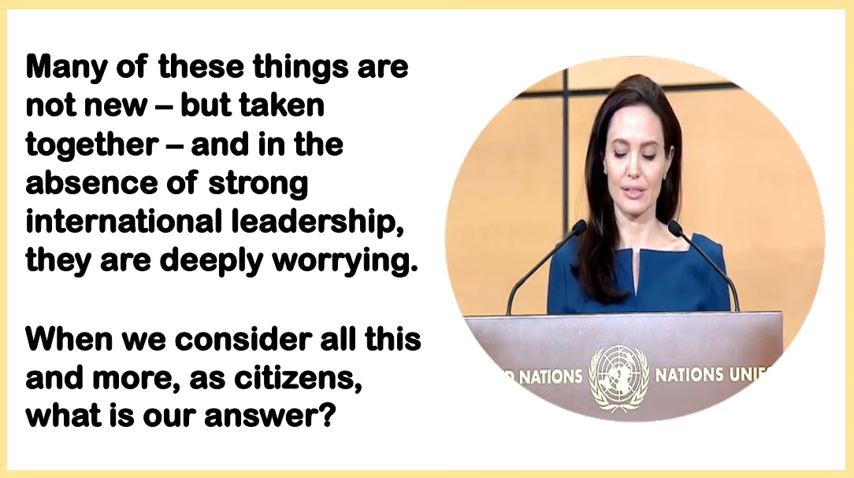 Many of these things are
not new – but taken
together – and in the
absence of strong
international leadership,
they are deeply worrying.
When we consider all this
and more, as citizens,
what is our answer?
D NATIONS NATIONS UNIES